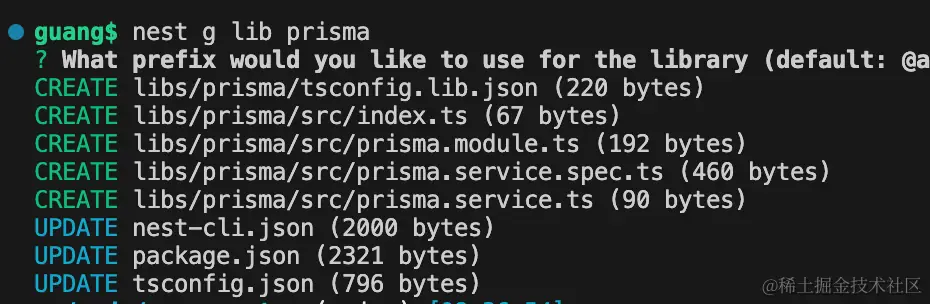 guang$ nest g lib prisma
? What prefix would you like to use for the library (default: @a
CREATE libs/prisma/tsconfig.lib.json (220 bytes)
CREATE libs/prisma/src/index.ts (67 bytes)
CREATE libs/prisma/src/prisma.module.ts (192 bytes)
CREATE libs/prisma/src/prisma.service.spec.ts (460 bytes)
CREATE libs/prisma/src/prisma.service.ts (90 bytes)
UPDATE nest-cli.json (2000 bytes)
UPDATE package.json (2321 bytes)
UPDATE tsconfig.json (796 bytes)
@稀土掘金技术社区